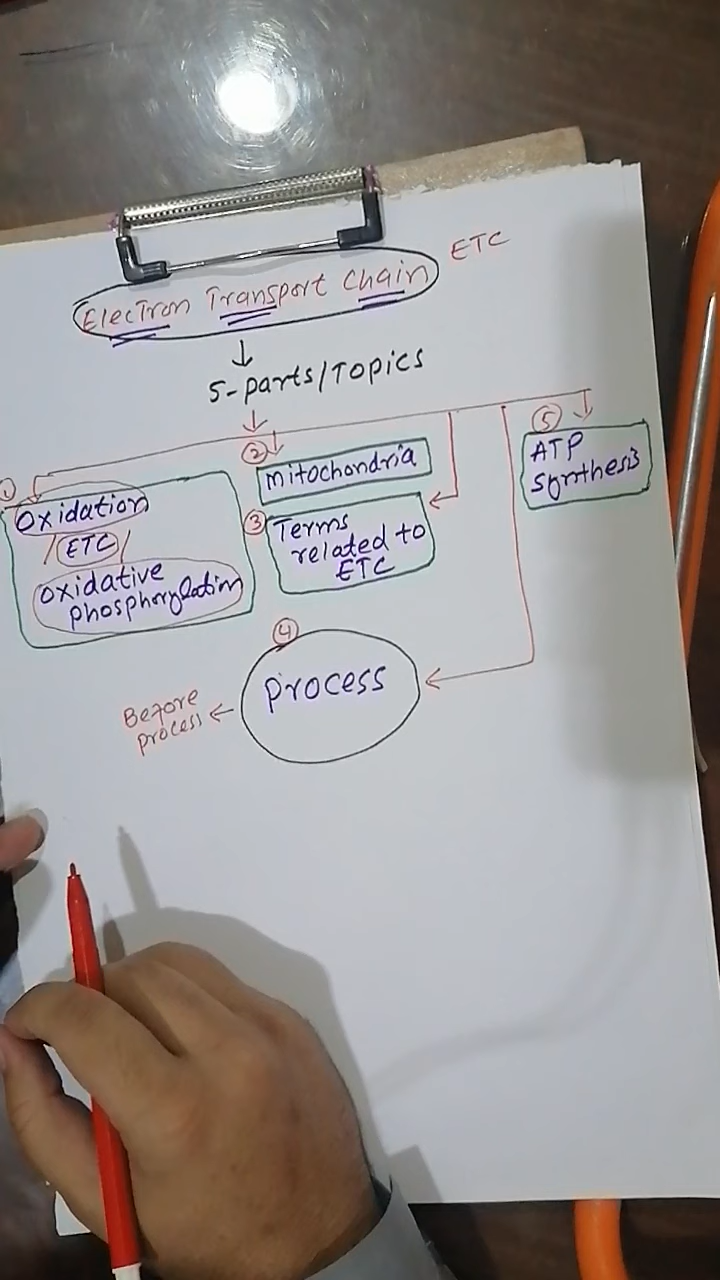 Electron Transport Chain
ETC
5-parts/Topics
1
Oxidation
/ETC/
Oxidative
phosphorylation
2
Mitochondria
3
Terms
related to
ETC
4
Process
Before
process
5
ATP
Synthesis